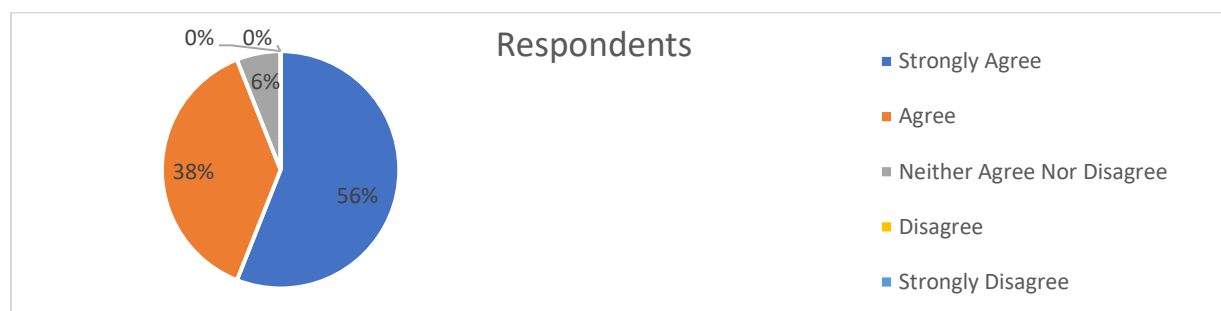 Respondents
0%
0%
6%
38%
56%
Strongly Agree
Agree
Neither Agree Nor Disagree
Disagree
Strongly Disagree